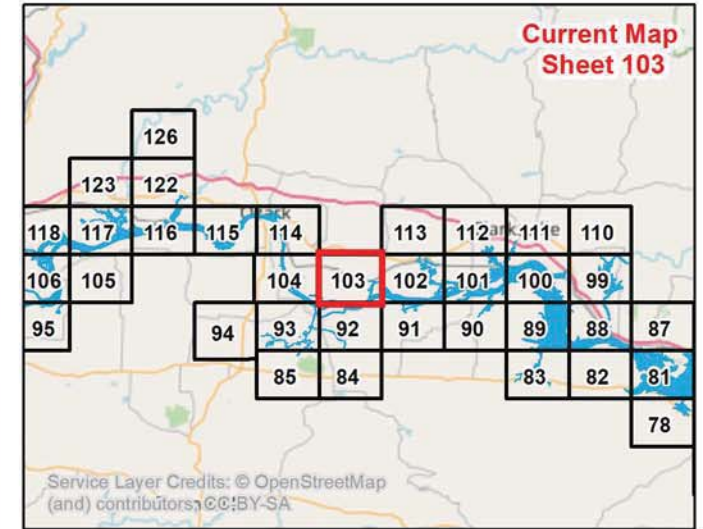 Current Map
Sheet 103
126
123 122
118 117 116 115 114 113 112 111 110
106 105 104 103 102 101 100 99
95 94 93 92 91 90 89 88 87
85 84 83 82 81
78
Service Layer Credits: © OpenStreetMap
(and) contributors, CC-BY-SA